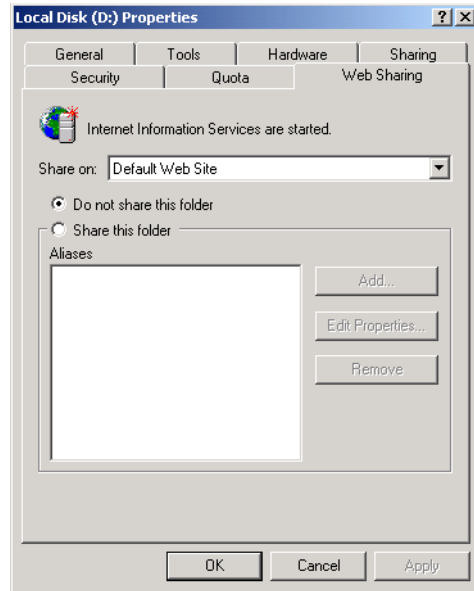 Local Disk (D:) Properties
General Tools Hardware Sharing
Security Quota Web Sharing
Internet Information Services are started.
Share on: Default Web Site
Do not share this folder
Share this folder
Aliases
Add...
Edit Properties...
Remove
OK Cancel Apply